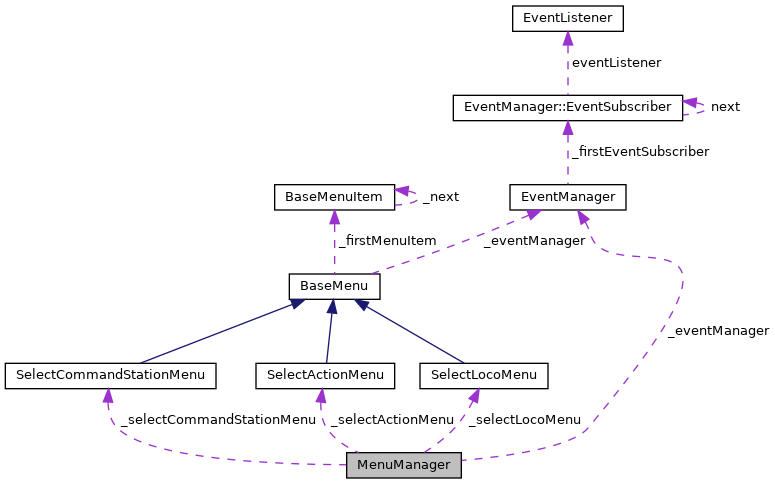 EventListener
eventListener
EventManager::EventSubscriber
next
_firstEventSubscriber
BaseMenuItem
_next
EventManager
_firstMenuItem
_eventManager
BaseMenu
_eventManager
SelectCommandStationMenu
SelectActionMenu
SelectLocoMenu
_selectCommandStationMenu
_selectActionMenu
_selectLocoMenu
MenuManager